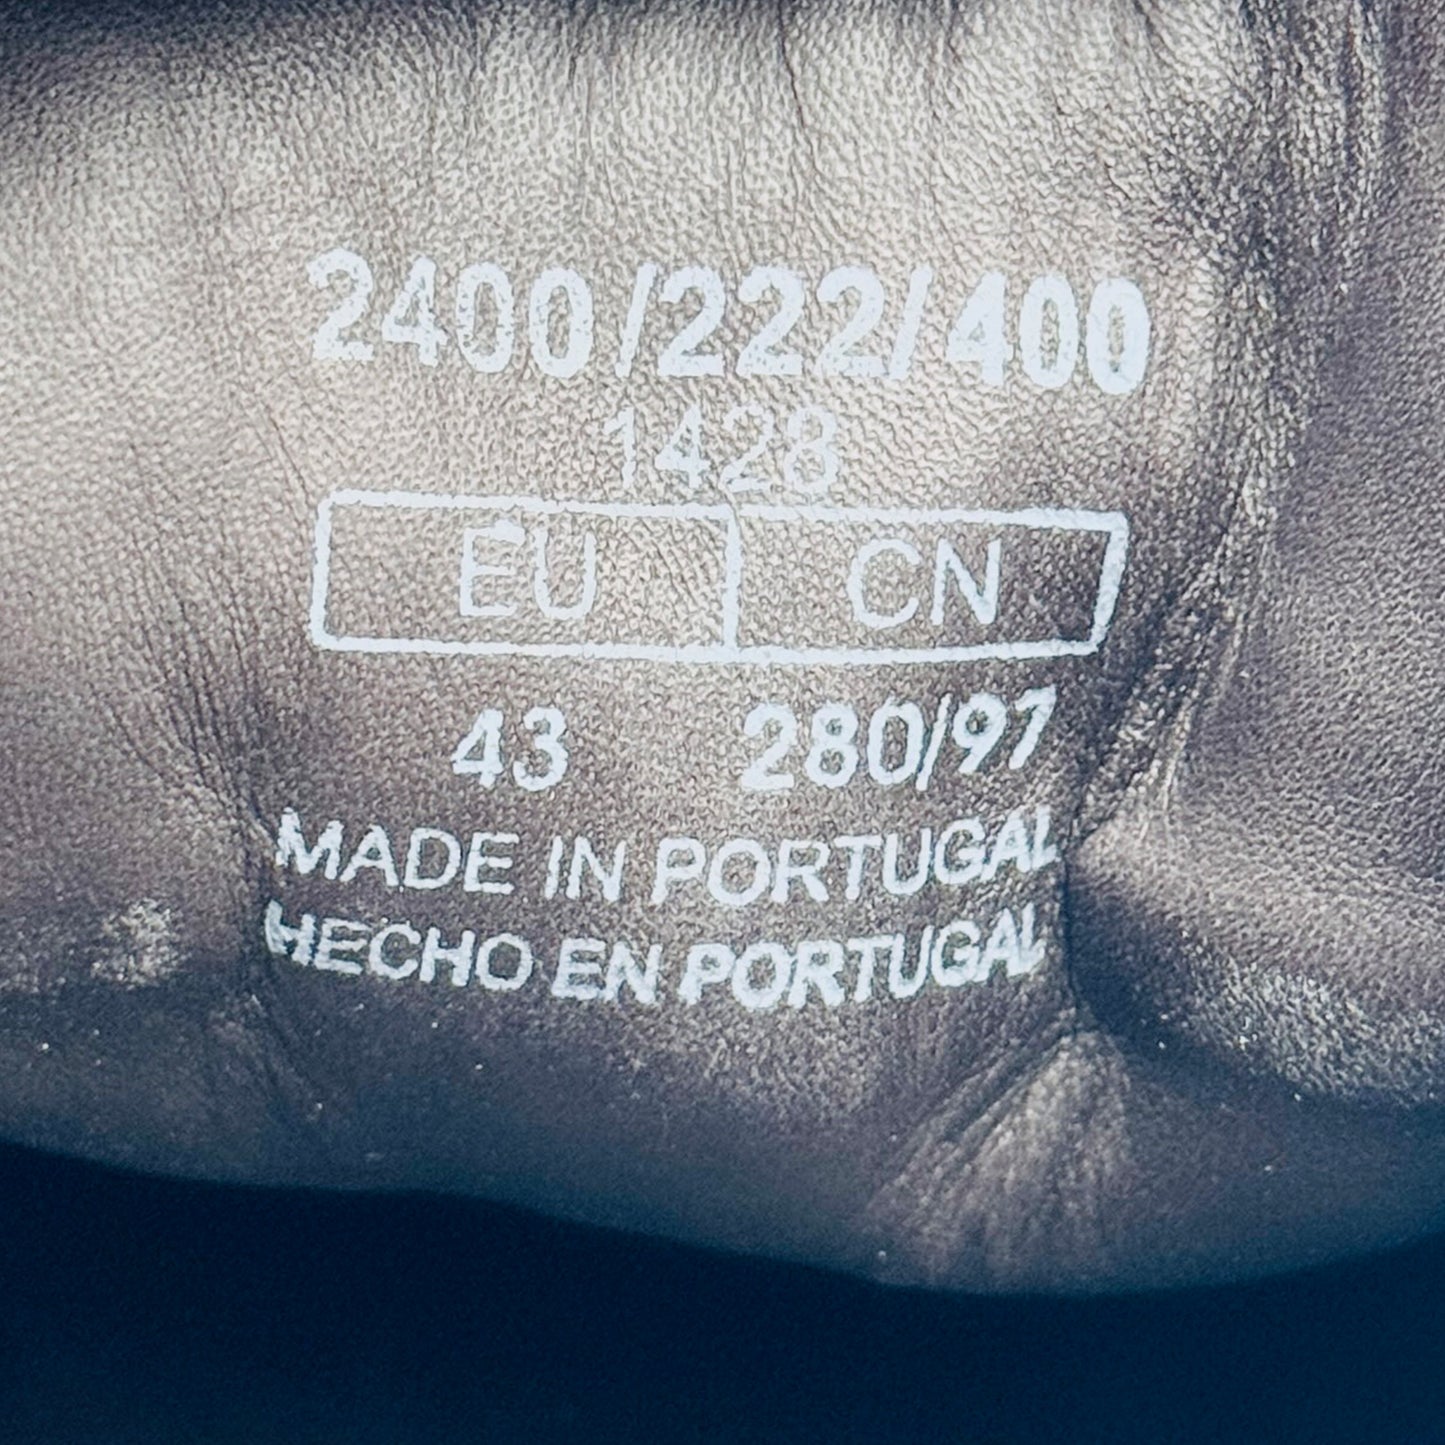 2400/222/400
1428
EU CN
43 280/97
MADE IN PORTUGAL
HECHO EN PORTUGAL